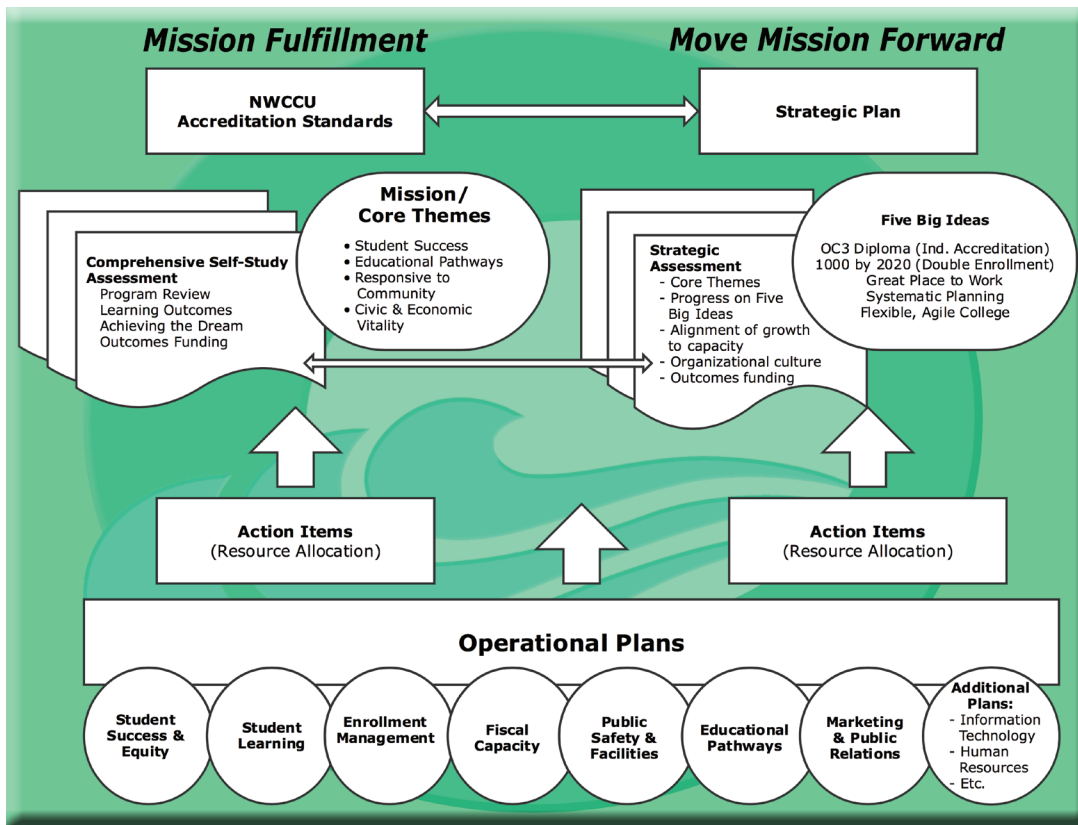 Mission Fulfillment
Move Mission Forward
NWCCU
Accreditation Standards
Strategic Plan
Comprehensive Self-Study
Assessment
Program Review
Learning Outcomes
Achieving the Dream
Outcomes Funding
Mission/
Core Themes
• Student Success
• Educational Pathways
• Responsive to
Community
• Civic & Economic
Vitality
Strategic
Assessment
- Core Themes
- Progress on Five
Big Ideas
- Alignment of growth
to capacity
- Organizational culture
- Outcomes funding
Five Big Ideas
OC3 Diploma (Ind. Accreditation)
1000 by 2020 (Double Enrollment)
Great Place to Work
Systematic Planning
Flexible, Agile College
Action Items
(Resource Allocation)
Action Items
(Resource Allocation)
Operational Plans
Student
Success &
Equity
Student
Learning
Enrollment
Management
Fiscal
Capacity
Public
Safety &
Facilities
Educational
Pathways
Marketing
& Public
Relations
Additional
Plans:
- Information
Technology
- Human
Resources
- Etc.